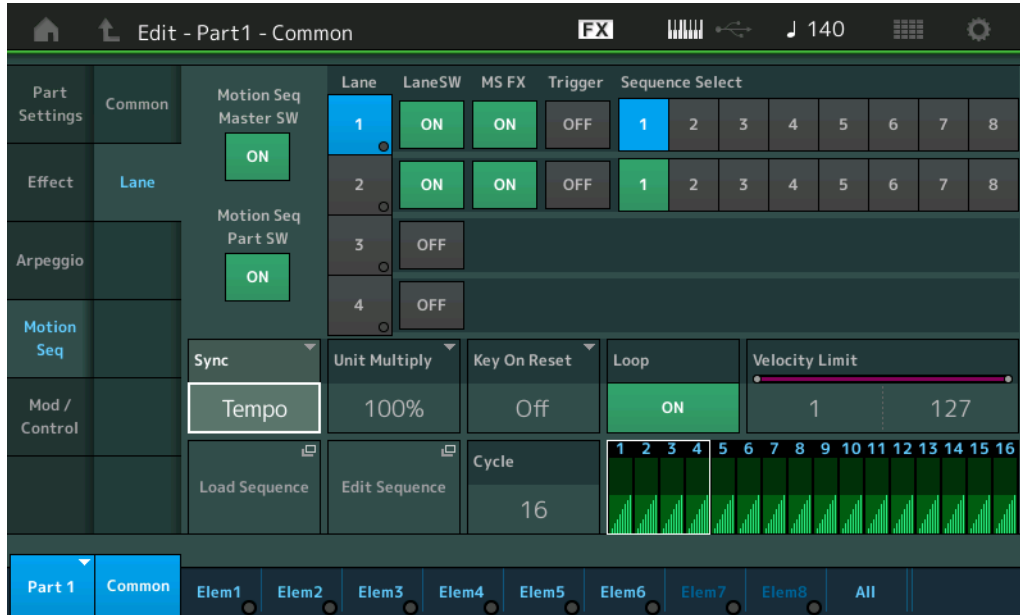 Edit - Part1 - Common
FX
140
Part Settings
Common
Effect
Lane
Arpeggio
Motion Seq
Mod / Control
Motion Seq Master SW
ON
Motion Seq Part SW
ON
Lane LaneSW MS FX Trigger Sequence Select
1 ON ON OFF 1 2 3 4 5 6 7 8
2 ON ON OFF 1 2 3 4 5 6 7 8
3 OFF
4 OFF
Sync Unit Multiply Key On Reset Loop Velocity Limit
Tempo 100% Off ON 1 127
Load Sequence Edit Sequence Cycle
16
1 2 3 4 5 6 7 8 9 10 11 12 13 14 15 16
Part 1 Common Elem1 Elem2 Elem3 Elem4 Elem5 Elem6 Elem7 Elem8 All